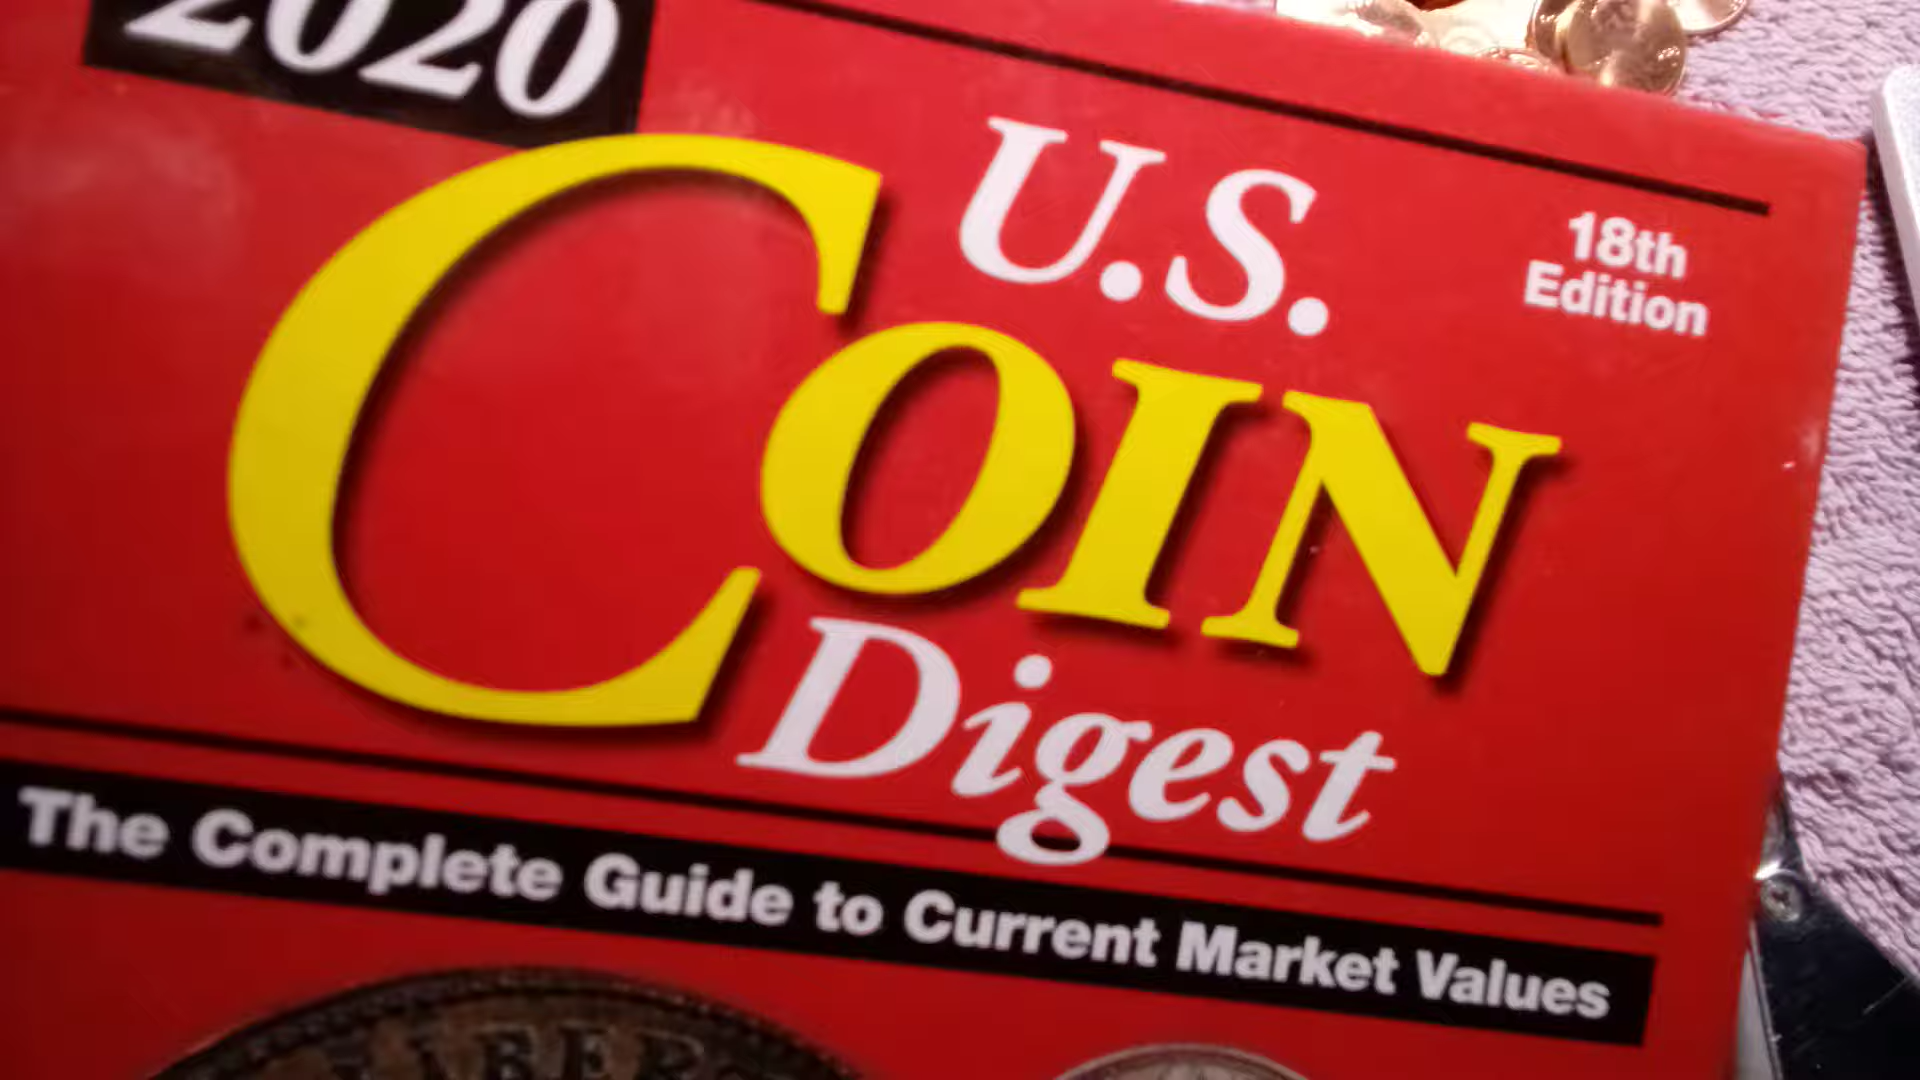 2020
U.S.
18th
Edition
COIN
Digest
The Complete Guide to Current Market Values